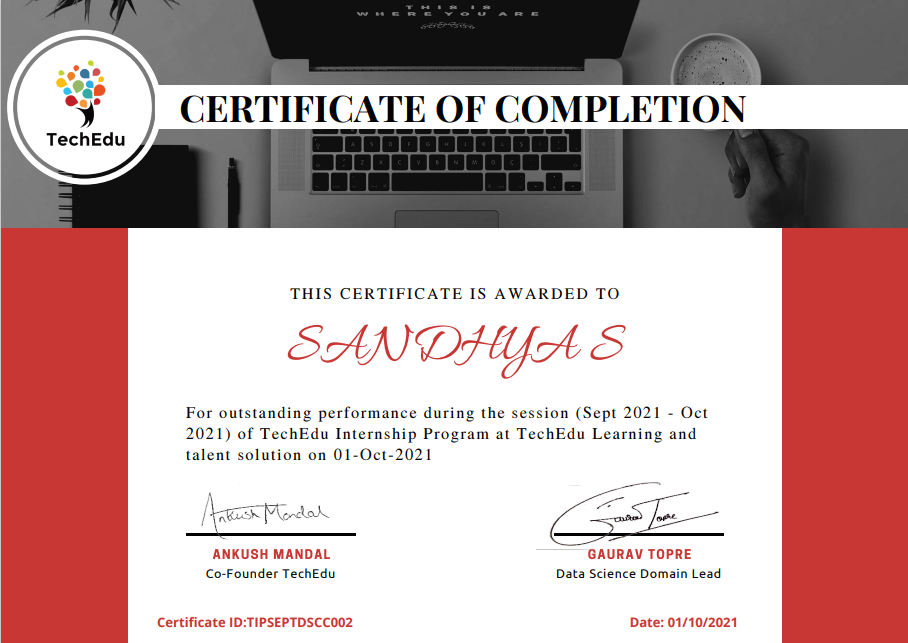 THIS IS
WHERE YOU ARE
TechEdu
CERTIFICATE OF COMPLETION
THIS CERTIFICATE IS AWARDED TO
SANDHYA S
For outstanding performance during the session (Sept 2021 - Oct
2021) of TechEdu Internship Program at TechEdu Learning and
talent solution on 01-Oct-2021
Ankush Mandal
Gaurav Topre
ANKUSH MANDAL
GAURAV TOPRE
Co-Founder TechEdu
Data Science Domain Lead
Certificate ID:TIPSEPTDSCC002
Date: 01/10/2021